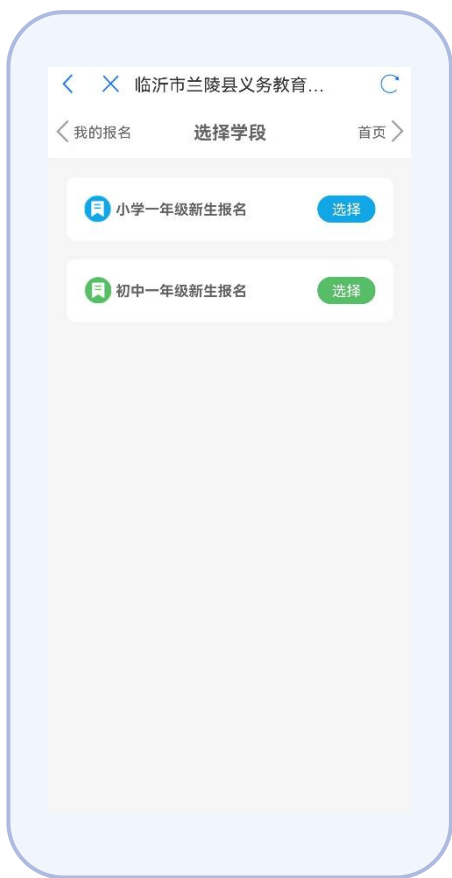 临沂市兰陵县义务教育...
我的报名 选择学段 首页
小学一年级新生报名 选择
初中一年级新生报名 选择